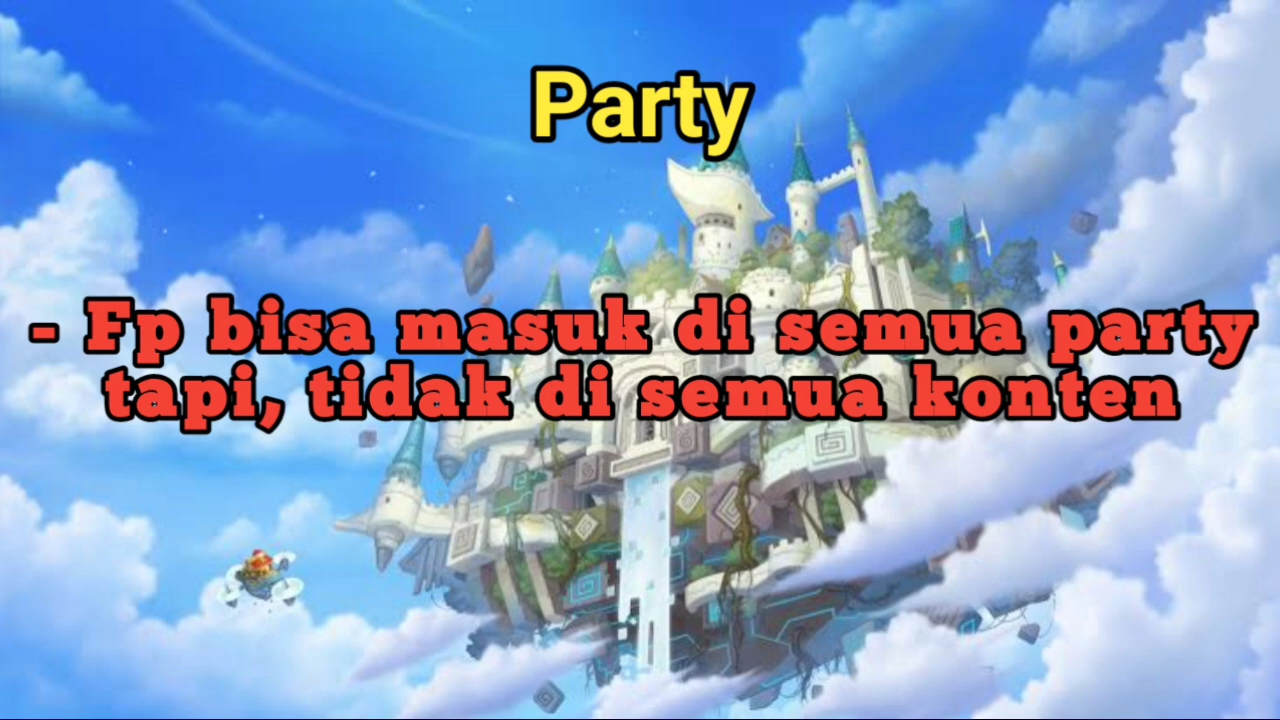 Party
- Fp bisa masuk di semua party
tapi, tidak di semua konten